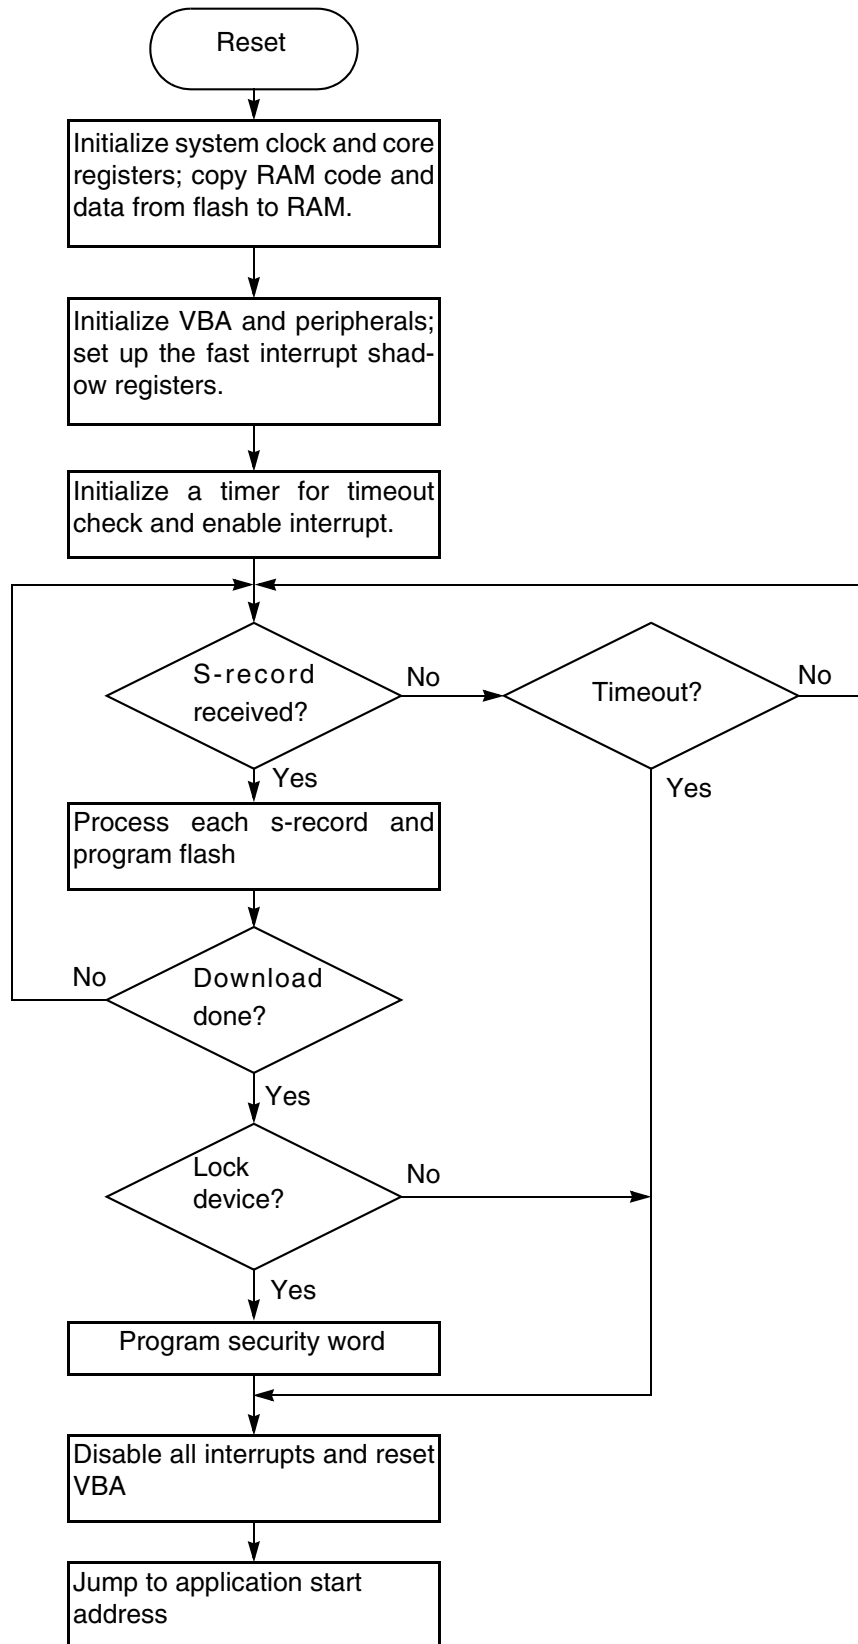 Reset
Initialize system clock and core
registers; copy RAM code and
data from flash to RAM.
Initialize VBA and peripherals;
set up the fast interrupt shad-
ow registers.
Initialize a timer for timeout
check and enable interrupt.
S-record
received?
No
Timeout?
No
Yes
Yes
Process each s-record and
program flash
No
Download
done?
Yes
Lock
device?
No
Yes
Program security word
Disable all interrupts and reset
VBA
Jump to application start
address